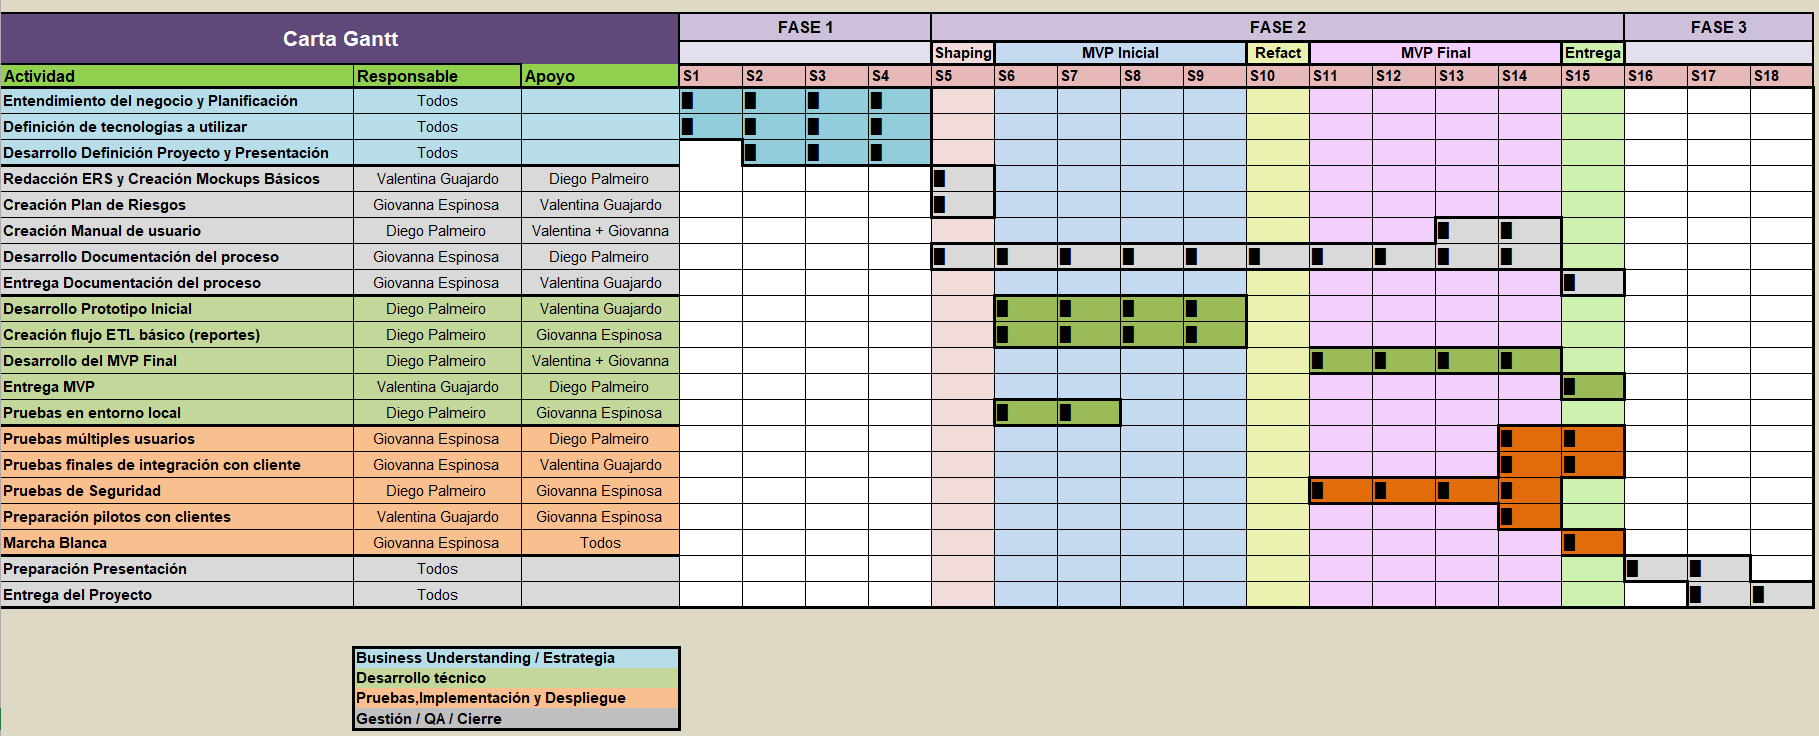 Carta Gantt FASE 1 FASE 2 FASE 3
Shaping MVP Inicial Refact MVP Final Entrega
Actividad Responsable Apoyo S1 S2 S3 S4 S5 S6 S7 S8 S9 S10 S11 S12 S13 S14 S15 S16 S17 S18
Entendimiento del negocio y Planificación Todos
Definición de tecnologías a utilizar Todos
Desarrollo Definición Proyecto y Presentación Todos
Redacción ERS y Creación Mockups Básicos Valentina Guajardo Diego Palmeiro
Creación Plan de Riesgos Giovanna Espinosa Valentina Guajardo
Creación Manual de usuario Diego Palmeiro Valentina + Giovanna
Desarrollo Documentación del proceso Giovanna Espinosa Diego Palmeiro
Entrega Documentación del proceso Giovanna Espinosa Valentina Guajardo
Desarrollo Prototipo Inicial Diego Palmeiro Valentina Guajardo
Creación flujo ETL básico (reportes) Diego Palmeiro Giovanna Espinosa
Desarrollo del MVP Final Diego Palmeiro Valentina + Giovanna
Entrega MVP Valentina Guajardo Diego Palmeiro
Pruebas en entorno local Diego Palmeiro Giovanna Espinosa
Pruebas múltiples usuarios Giovanna Espinosa Diego Palmeiro
Pruebas finales de integración con cliente Giovanna Espinosa Valentina Guajardo
Pruebas de Seguridad Diego Palmeiro Giovanna Espinosa
Preparación pilotos con clientes Valentina Guajardo Giovanna Espinosa
Marcha Blanca Giovanna Espinosa Todos
Preparación Presentación Todos
Entrega del Proyecto Todos
Business Understanding / Estrategia
Desarrollo técnico
Pruebas,Implementación y Despliegue
Gestión / QA / Cierre